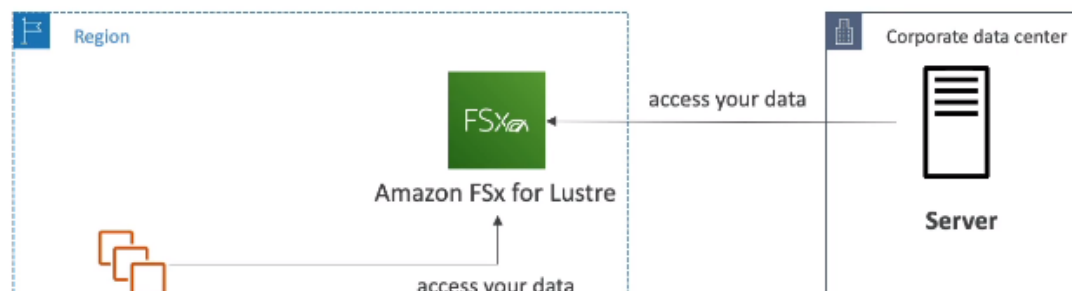 Region
Corporate data center
FSx
access your data
Amazon FSx for Lustre
Server
access your data